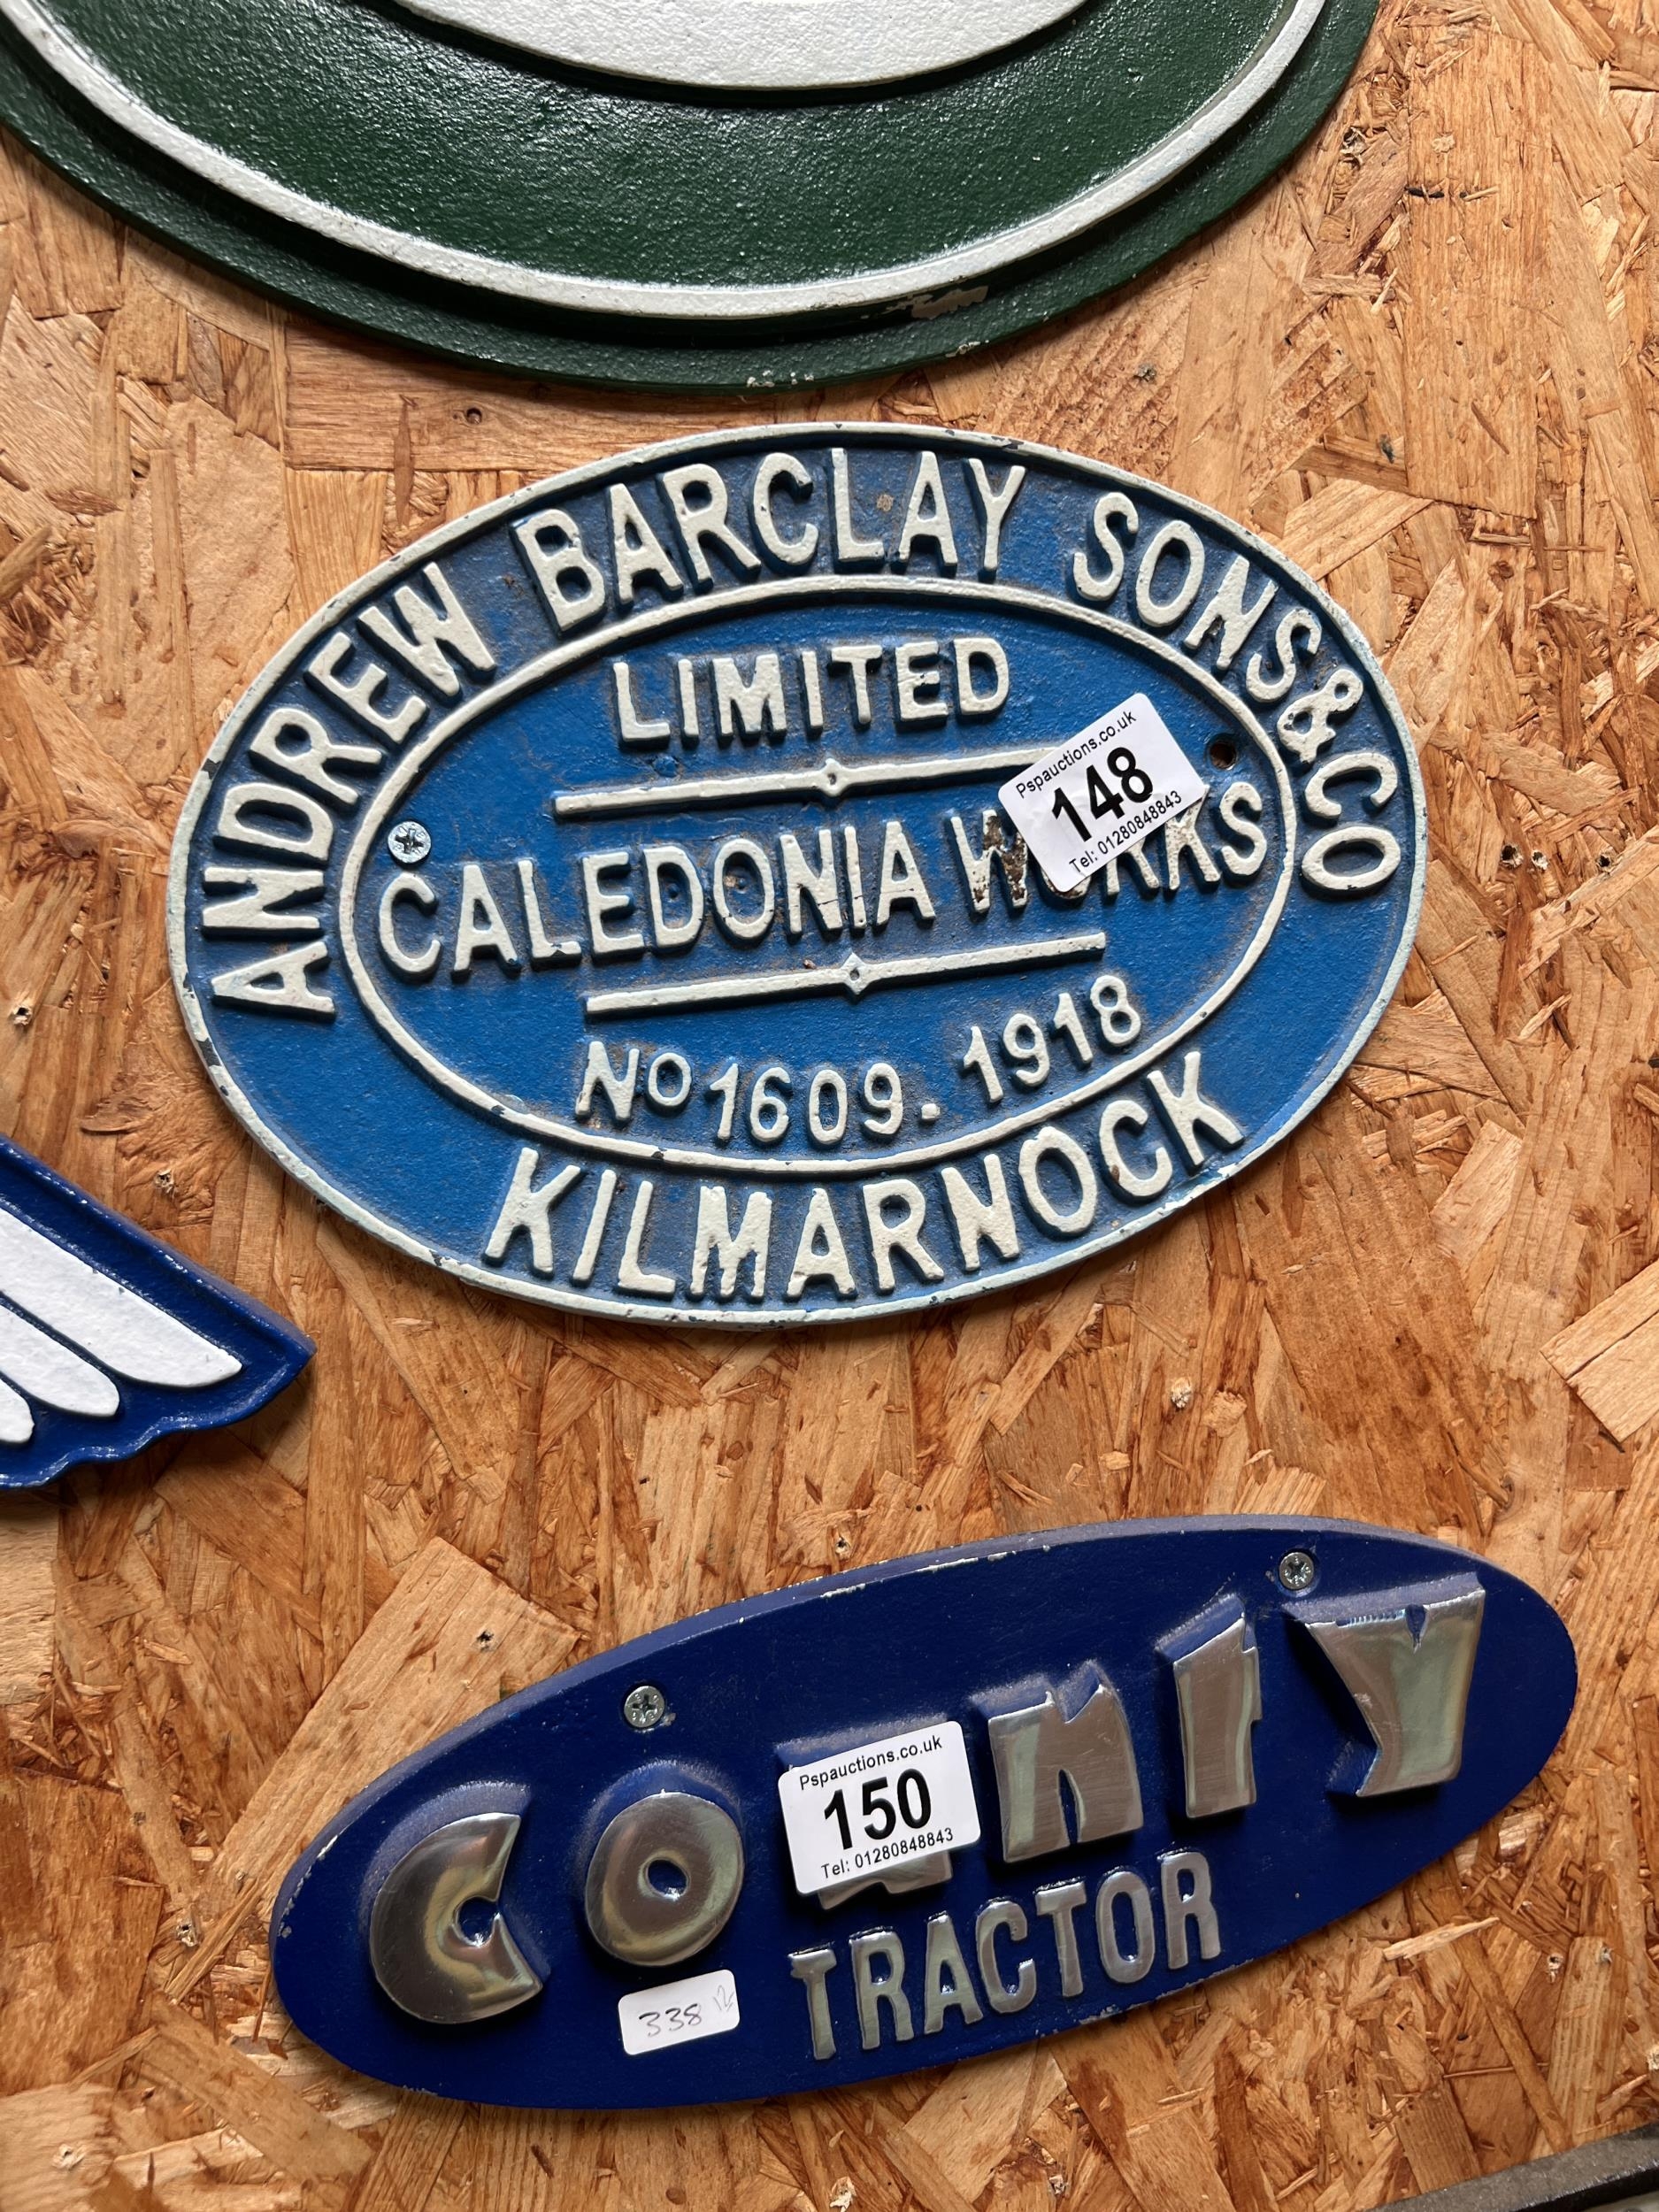 ANDREW BARCLAY SONS & CO
LIMITED
CALEDONIA WORKS
No 1609. 1918
KILMARNOCK
Pspauctions.co.uk
148
Tel: 01280848843
COUNTY
TRACTOR
Pspauctions.co.uk
150
Tel: 01280848843
338